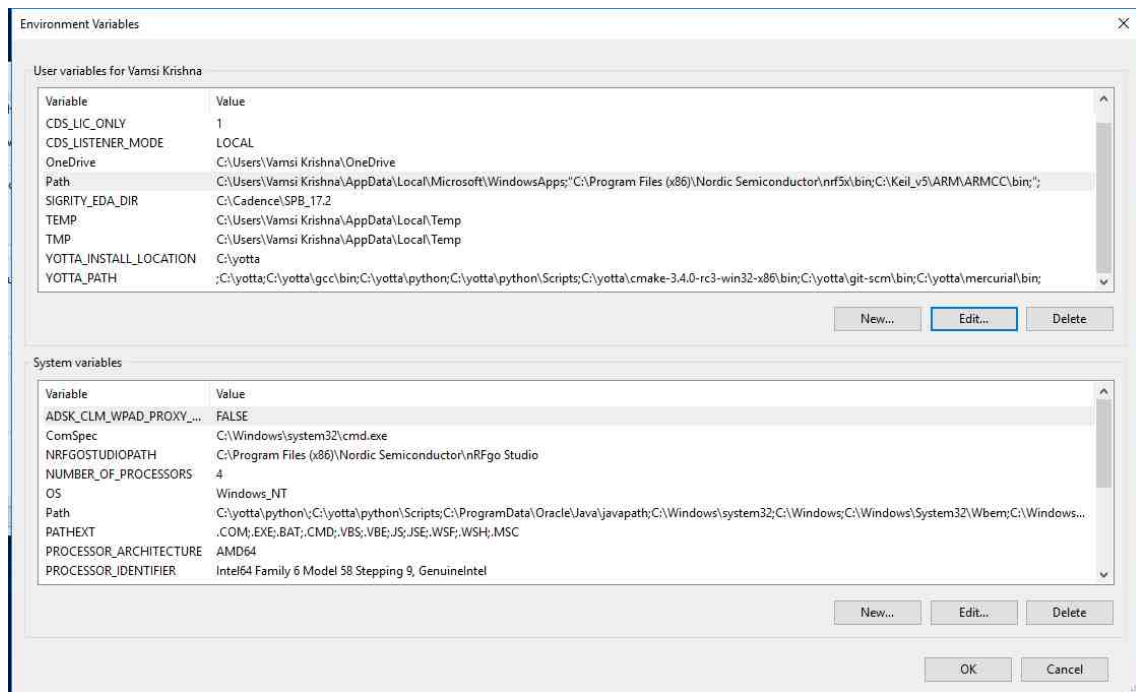 Environment Variables
User variables for Vamsi Krishna
Variable Value
CDS_LIC_ONLY 1
CDS_LISTENER_MODE LOCAL
OneDrive C:\Users\Vamsi Krishna\OneDrive
Path C:\Users\Vamsi Krishna\AppData\Local\Microsoft\WindowsApps;"C:\Program Files (x86)\Nordic Semiconductor\nrf5x\bin;C:\Keil_v5\ARM\ARMCC\bin;";
SIGRITY_EDA_DIR C:\Cadence\SPB_17.2
TEMP C:\Users\Vamsi Krishna\AppData\Local\Temp
TMP C:\Users\Vamsi Krishna\AppData\Local\Temp
YOTTA_INSTALL_LOCATION C:\yotta
YOTTA_PATH ;C:\yotta;C:\yotta\gcc\bin;C:\yotta\python;C:\yotta\python\Scripts;C:\yotta\cmake-3.4.0-rc3-win32-x86\bin;C:\yotta\git-scm\bin;C:\yotta\mercurial\bin;
New... Edit... Delete
System variables
Variable Value
ADSK_CLM_WPAD_PROXY_... FALSE
ComSpec C:\Windows\system32\cmd.exe
NRFGOSTUDIOPATH C:\Program Files (x86)\Nordic Semiconductor\nRFgo Studio
NUMBER_OF_PROCESSORS 4
OS Windows_NT
Path C:\yotta\python\;C:\yotta\python\Scripts;C:\ProgramData\Oracle\Java\javapath;C:\Windows\system32;C:\Windows;C:\Windows\System32\Wbem;C:\Windows...
PATHEXT .COM;.EXE;.BAT;.CMD;.VBS;.VBE;.JS;.JSE;.WSF;.WSH;.MSC
PROCESSOR_ARCHITECTURE AMD64
PROCESSOR_IDENTIFIER Intel64 Family 6 Model 58 Stepping 9, GenuineIntel
New... Edit... Delete
OK Cancel